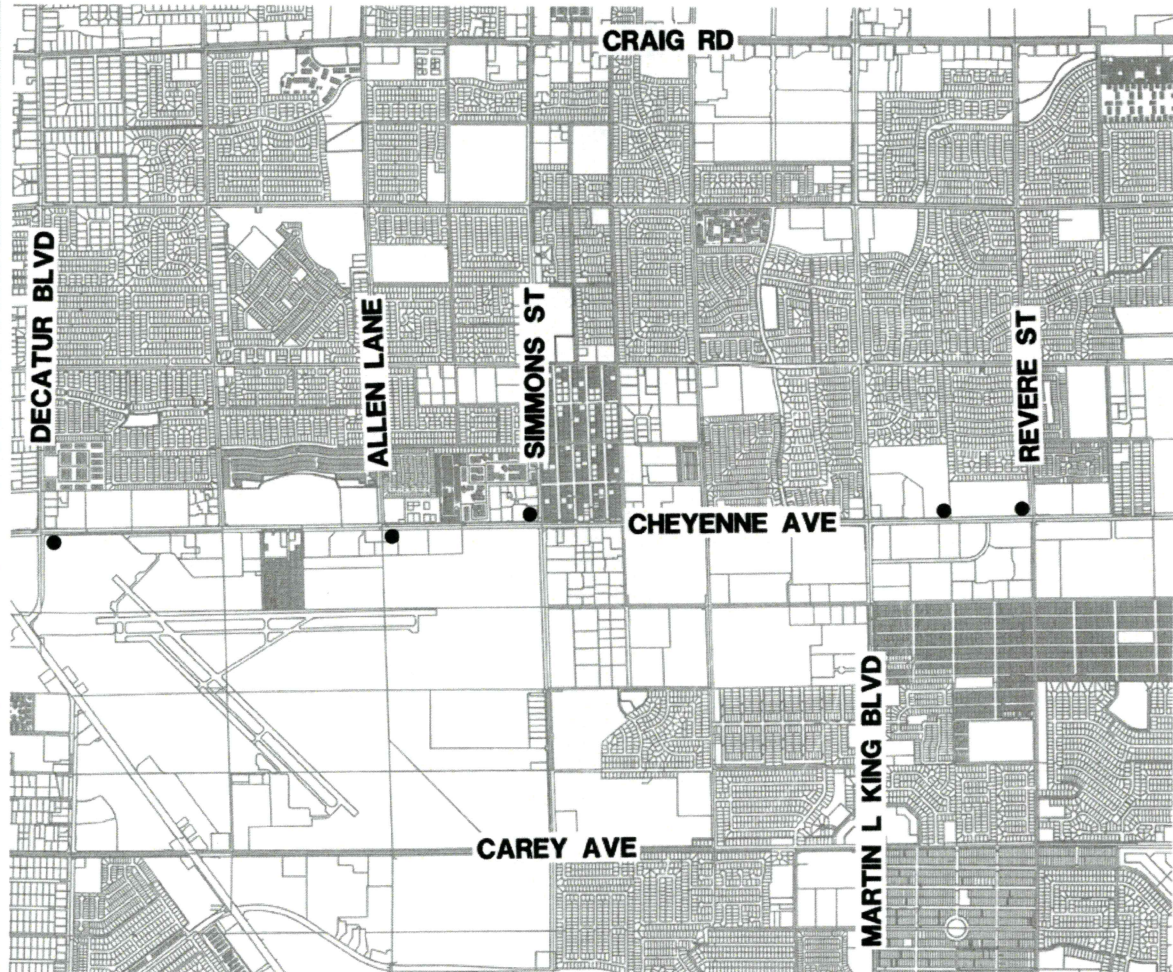 CRAIG RD
DECATUR BLVD
ALLEN LANE
SIMMONS ST
REVERE ST
CHEYENNE AVE
MARTIN L KING BLVD
CAREY AVE